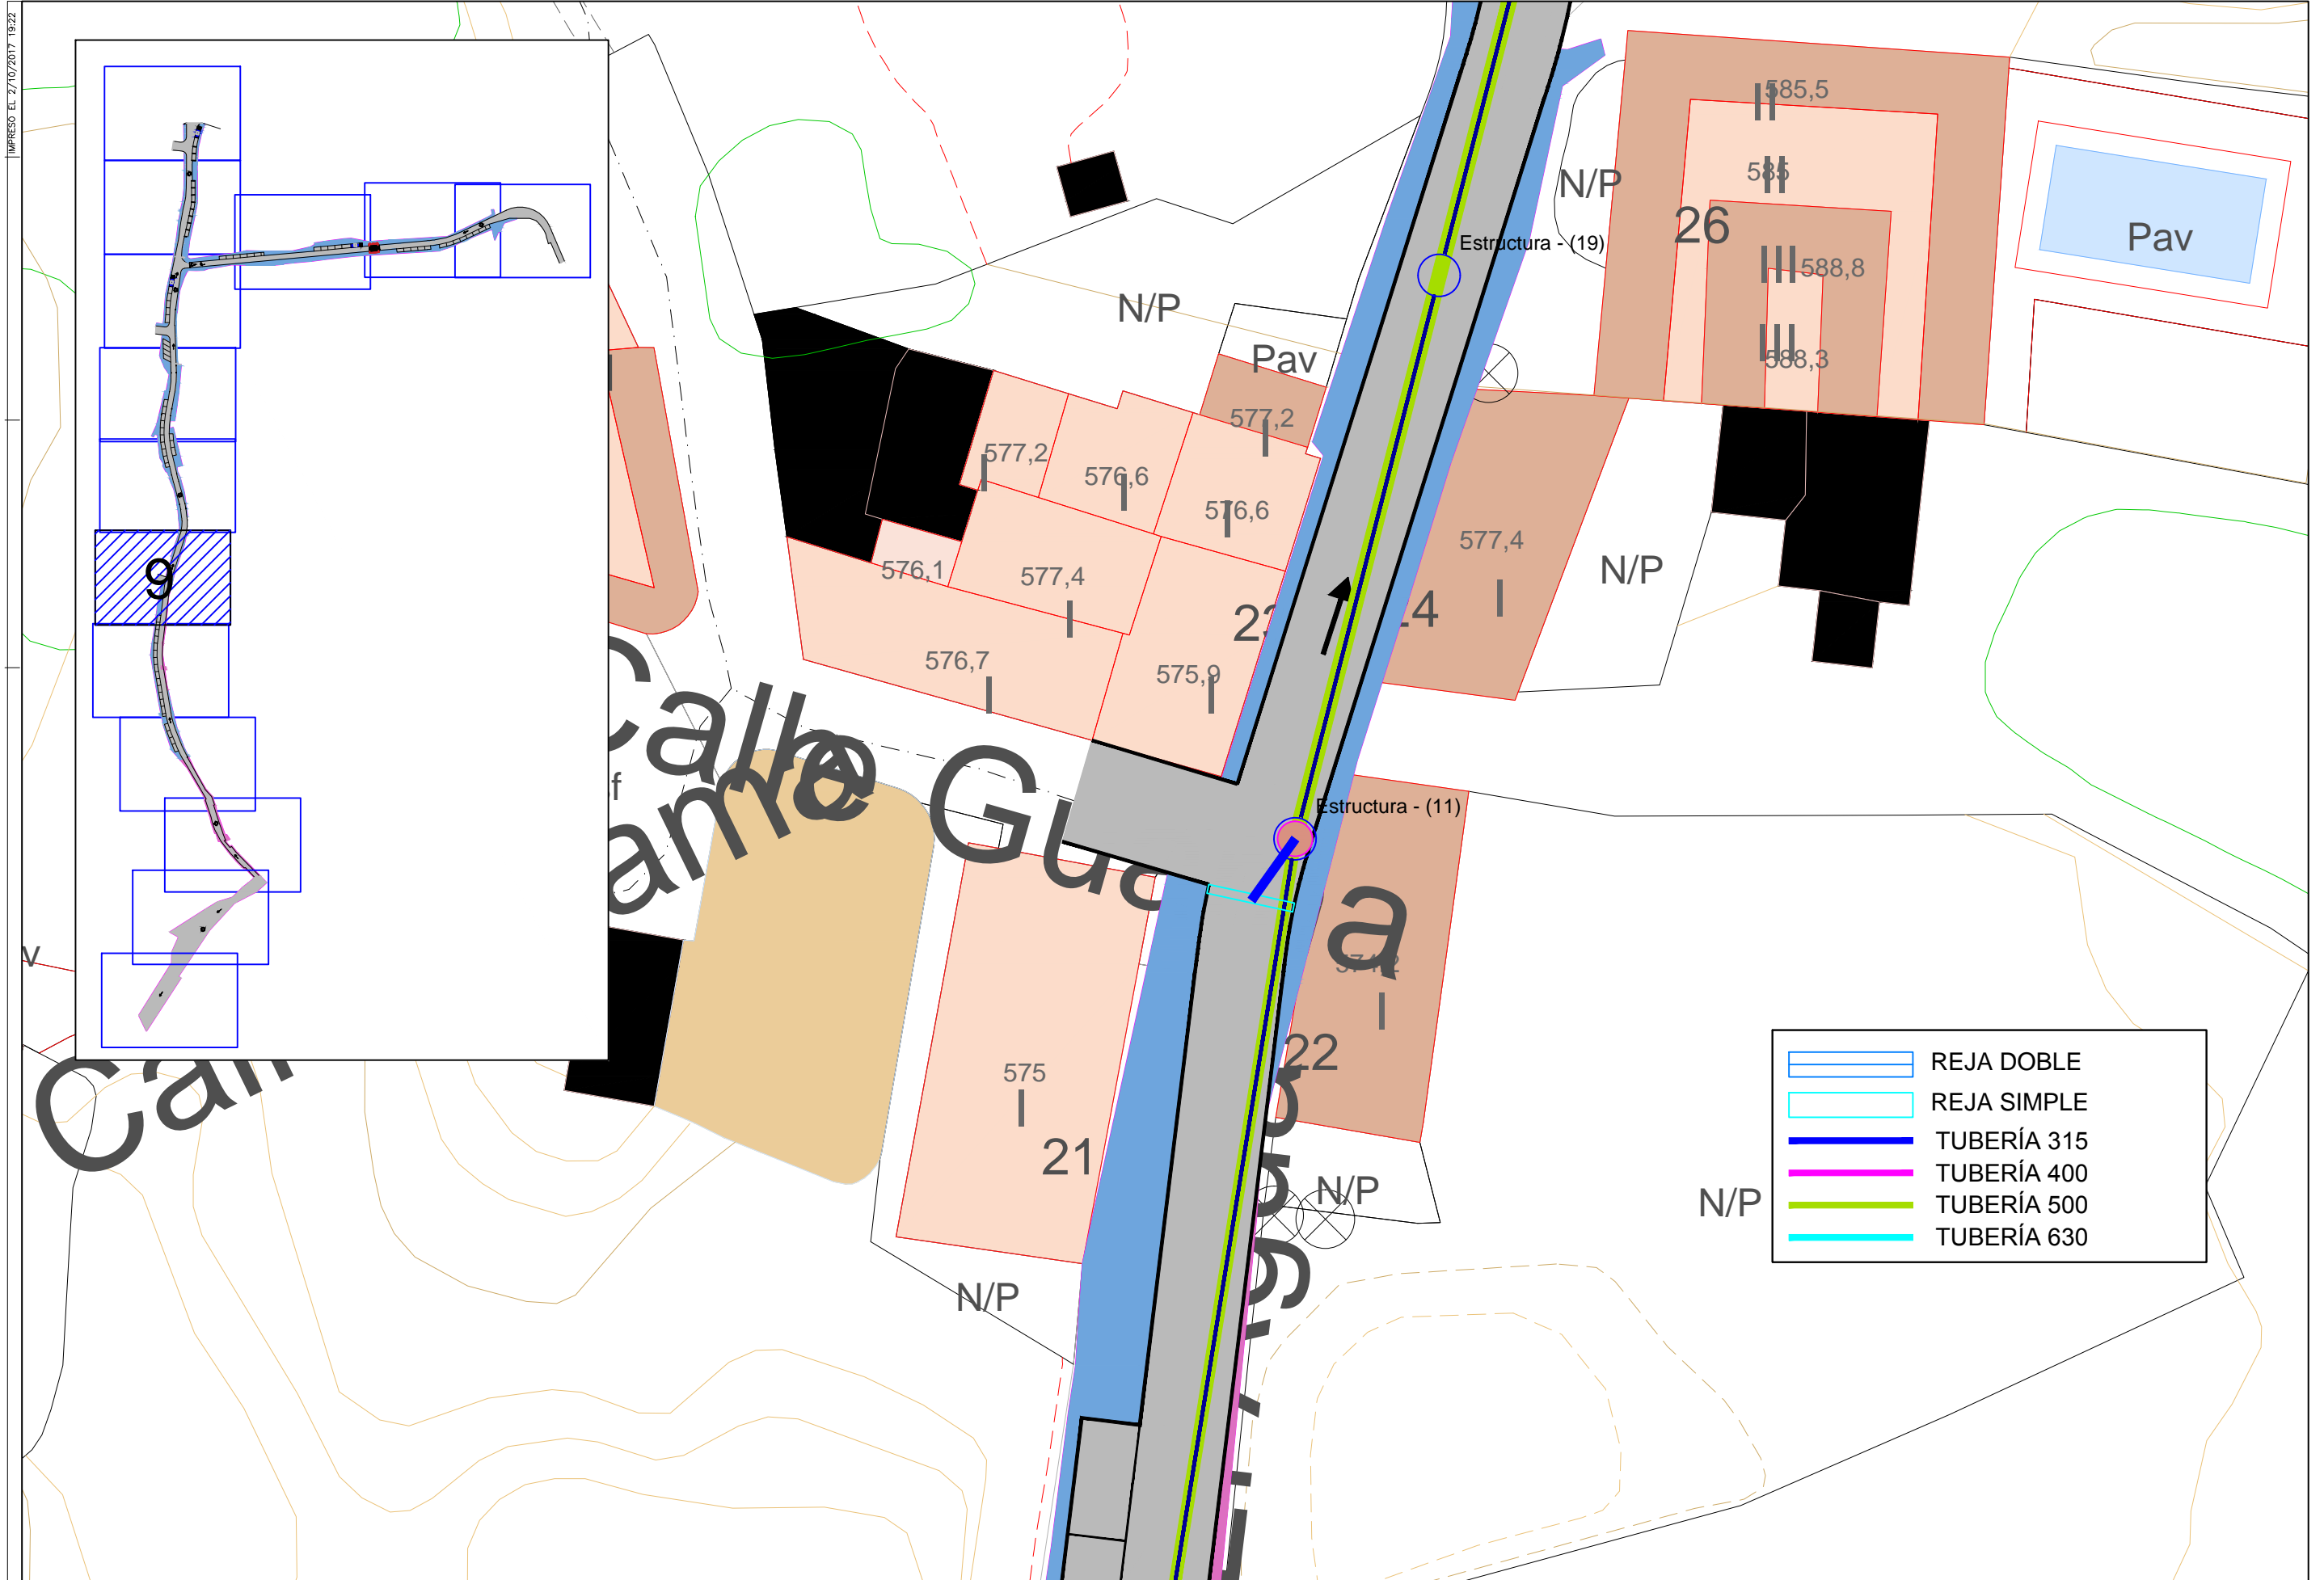 IMPRESO EL 2/10/2017 19:22
9
585,5
585
N/P
26
Pav
Estructura - (19)
588,8
N/P
588,3
Pav
577,2
577,2
576,6
576,6
577,4
576,1
577,4
N/P
576,7
575,9
Calle Gua
Estructura - (11)
a
22
575
21
N/P
N/P
N/P
REJA DOBLE
REJA SIMPLE
TUBERÍA 315
TUBERÍA 400
TUBERÍA 500
TUBERÍA 630